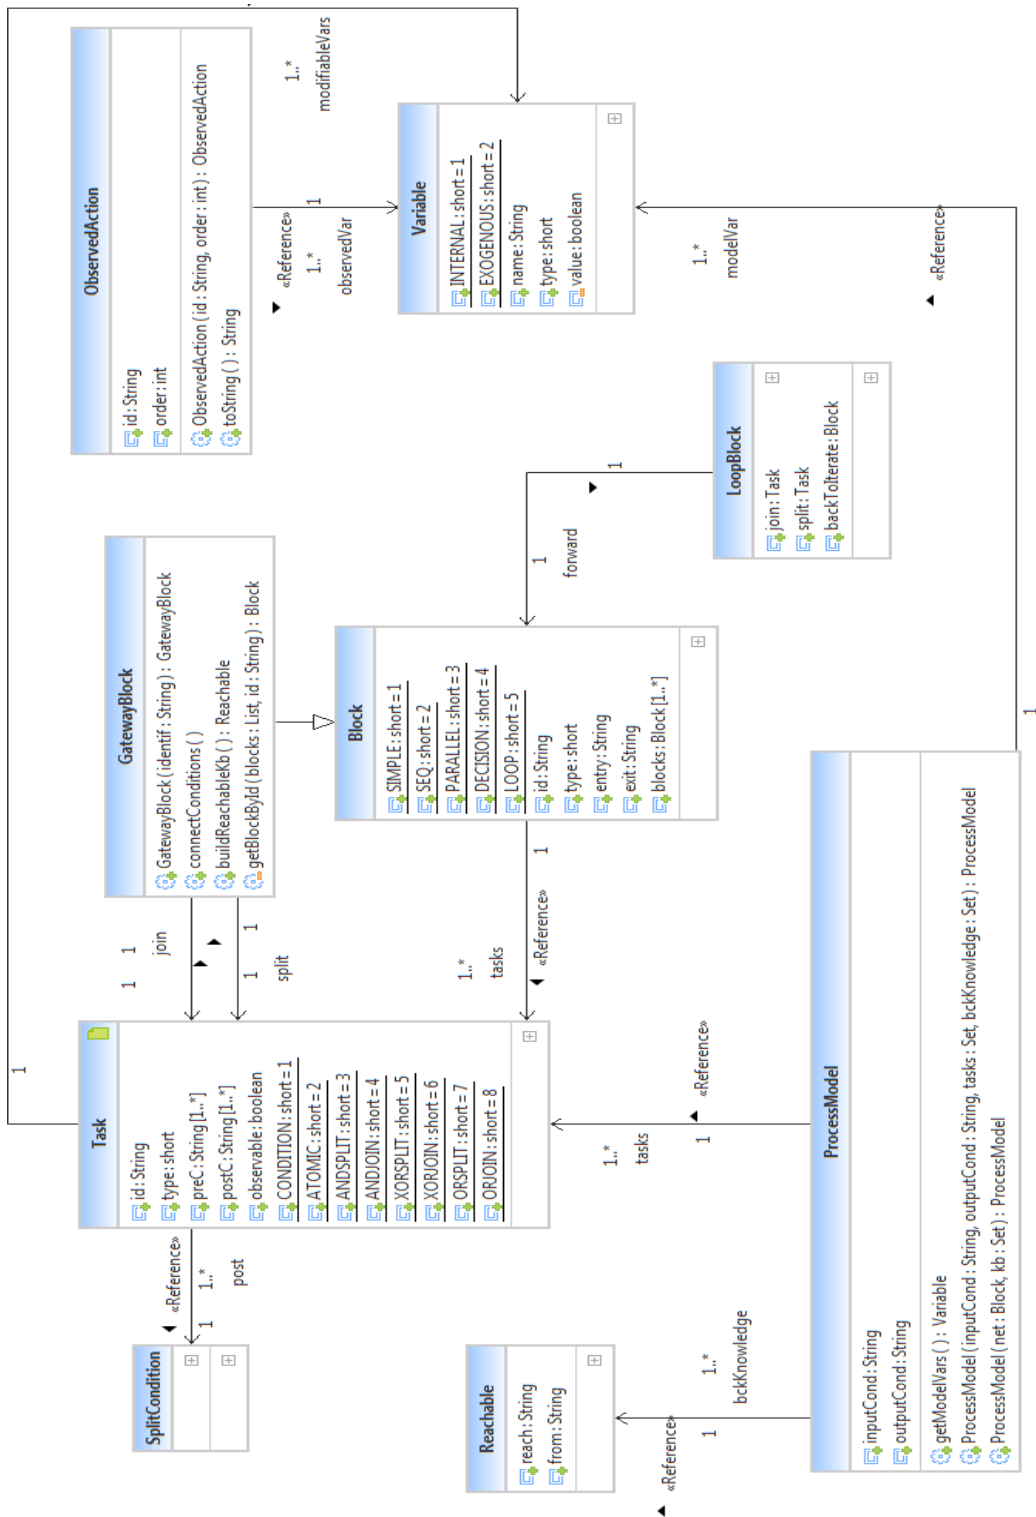 SplitCondition
«Reference»
1
1..*
post
Task
id : String
type : short
preC : String [1..*]
postC : String [1..*]
observable : boolean
CONDITION : short = 1
ATOMIC : short = 2
ANDSPLIT : short = 3
ANDJOIN : short = 4
XORSPLIT : short = 5
XORJOIN : short = 6
ORSPLIT : short = 7
ORJOIN : short = 8
1
1
1
join
1
1
split
GatewayBlock
GatewayBlock ( identif : String ) : GatewayBlock
connectConditions ( )
buildReachableKb ( ) : Reachable
getBlockById ( blocks : List, id : String ) : Block
ObservedAction
id : String
order : int
ObservedAction ( id : String, order : int ) : ObservedAction
toString ( ) : String
«Reference»
1..*
1
observedVar
1..*
modifiableVars
Reachable
reach : String
from : String
1..*
tasks
«Reference»
1
Block
SIMPLE : short = 1
SEQ : short = 2
PARALLEL : short = 3
DECISION : short = 4
LOOP : short = 5
id : String
type : short
entry : String
exit : String
blocks : Block [1..*]
1
forward
1
Variable
INTERNAL : short = 1
EXOGENOUS : short = 2
name : String
type : short
value : boolean
«Reference»
1
1..*
bckKnowledge
1..*
tasks
1
«Reference»
LoopBlock
join : Task
split : Task
backToIterate : Block
1..*
modelVar
«Reference»
ProcessModel
inputCond : String
outputCond : String
getModelVars ( ) : Variable
ProcessModel ( inputCond : String, outputCond : String, tasks : Set, bckKnowledge : Set ) : ProcessModel
ProcessModel ( net : Block, kb : Set ) : ProcessModel
1